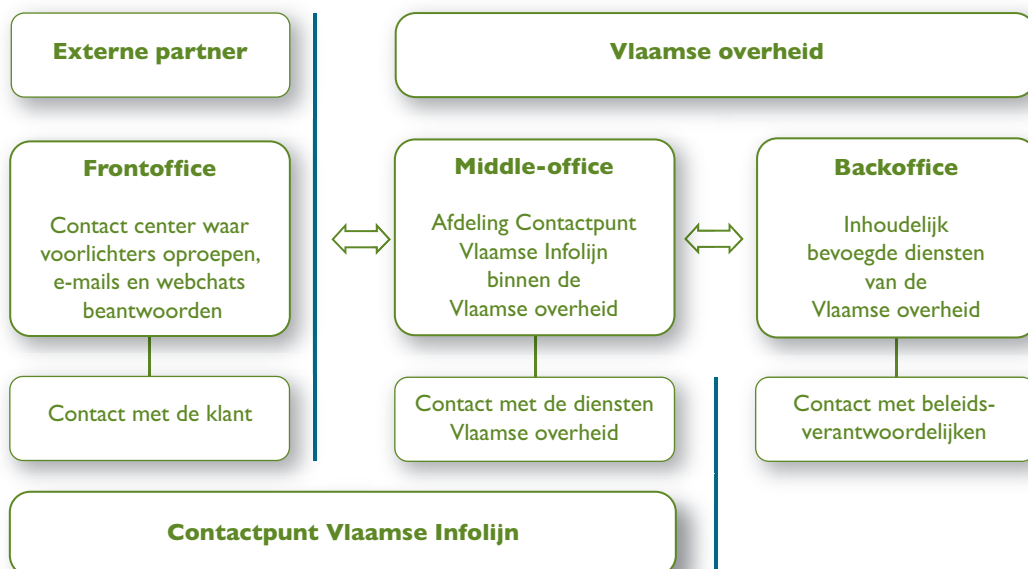 Externe partner
Vlaamse overheid
Frontoffice
Contact center waar
voorlichters oproepen,
e-mails en webchats
beantwoorden
Middle-office
Afdeling Contactpunt
Vlaamse Infolijn
binnen de
Vlaamse overheid
Backoffice
Inhoudelijk
bevoegde diensten
van de
Vlaamse overheid
Contact met de klant
Contact met de diensten
Vlaamse overheid
Contact met beleids-
verantwoordelijken
Contactpunt Vlaamse Infolijn